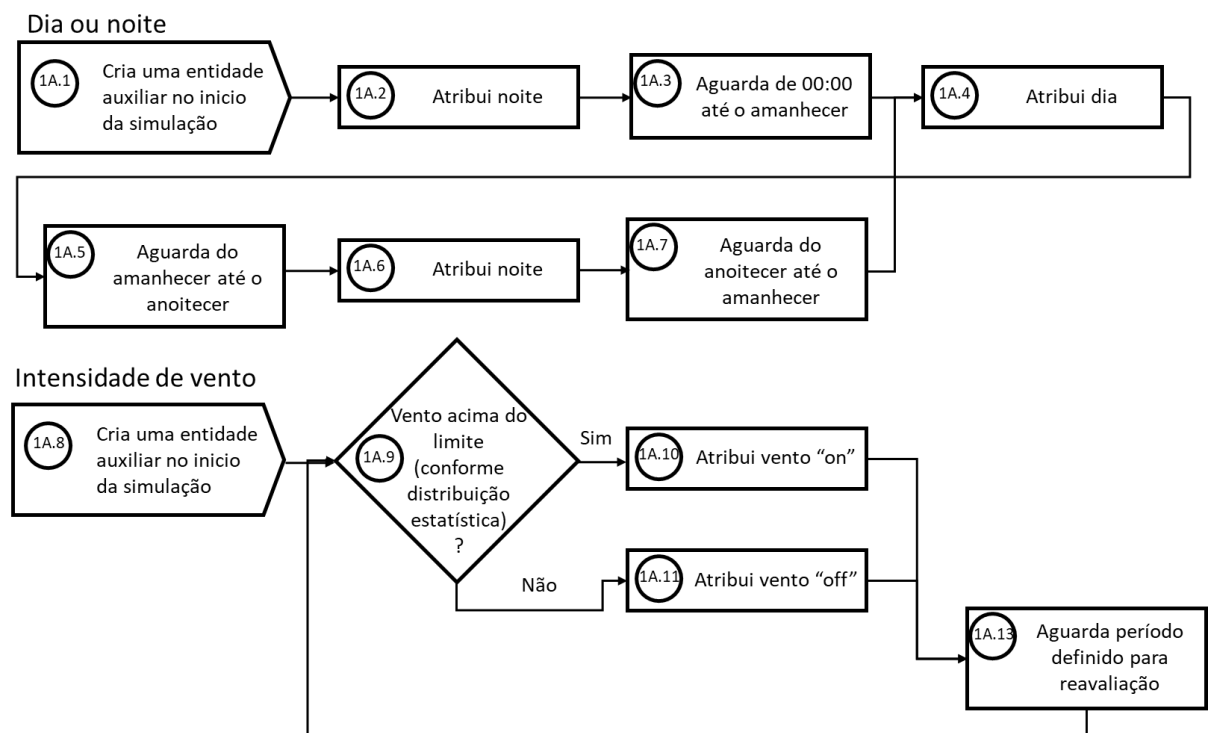 Dia ou noite
1A.1
Cria uma entidade
auxiliar no inicio
da simulação
1A.2
Atribui noite
1A.3
Aguarda de 00:00
até o amanhecer
1A.4
Atribui dia
1A.5
Aguarda do
amanhecer até o
anoitecer
1A.6
Atribui noite
1A.7
Aguarda do
anoitecer até o
amanhecer
Intensidade de vento
1A.8
Cria uma entidade
auxiliar no inicio
da simulação
1A.9
Vento acima do
limite
(conforme
distribuição
estatística)
?
Sim
1A.10
Atribui vento “on”
Não
1A.11
Atribui vento “off”
1A.13
Aguarda período
definido para
reavaliação